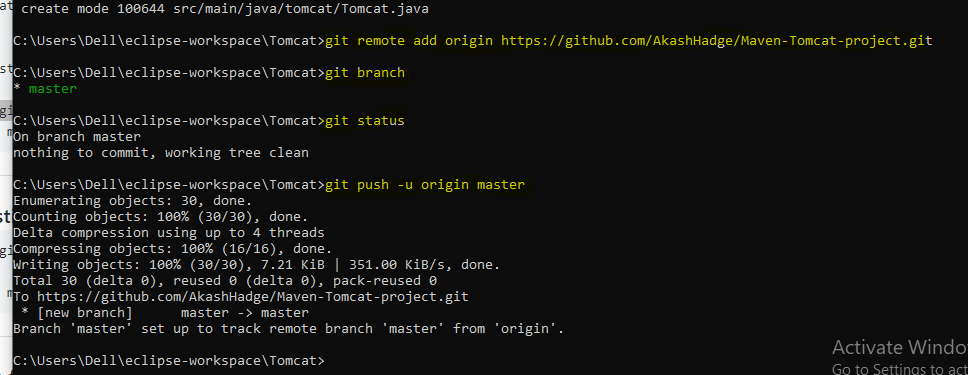 create mode 100644 src/main/java/tomcat/Tomcat.java
C:\Users\Dell\eclipse-workspace\Tomcat>git remote add origin https://github.com/AkashHadge/Maven-Tomcat-project.git
C:\Users\Dell\eclipse-workspace\Tomcat>git branch
* master
C:\Users\Dell\eclipse-workspace\Tomcat>git status
On branch master
nothing to commit, working tree clean
C:\Users\Dell\eclipse-workspace\Tomcat>git push -u origin master
Enumerating objects: 30, done.
Counting objects: 100% (30/30), done.
Delta compression using up to 4 threads
Compressing objects: 100% (16/16), done.
Writing objects: 100% (30/30), 7.21 KiB | 351.00 KiB/s, done.
Total 30 (delta 0), reused 0 (delta 0), pack-reused 0
To https://github.com/AkashHadge/Maven-Tomcat-project.git
* [new branch] master -> master
Branch 'master' set up to track remote branch 'master' from 'origin'.
C:\Users\Dell\eclipse-workspace\Tomcat>
Activate Windo
Go to Settings to act